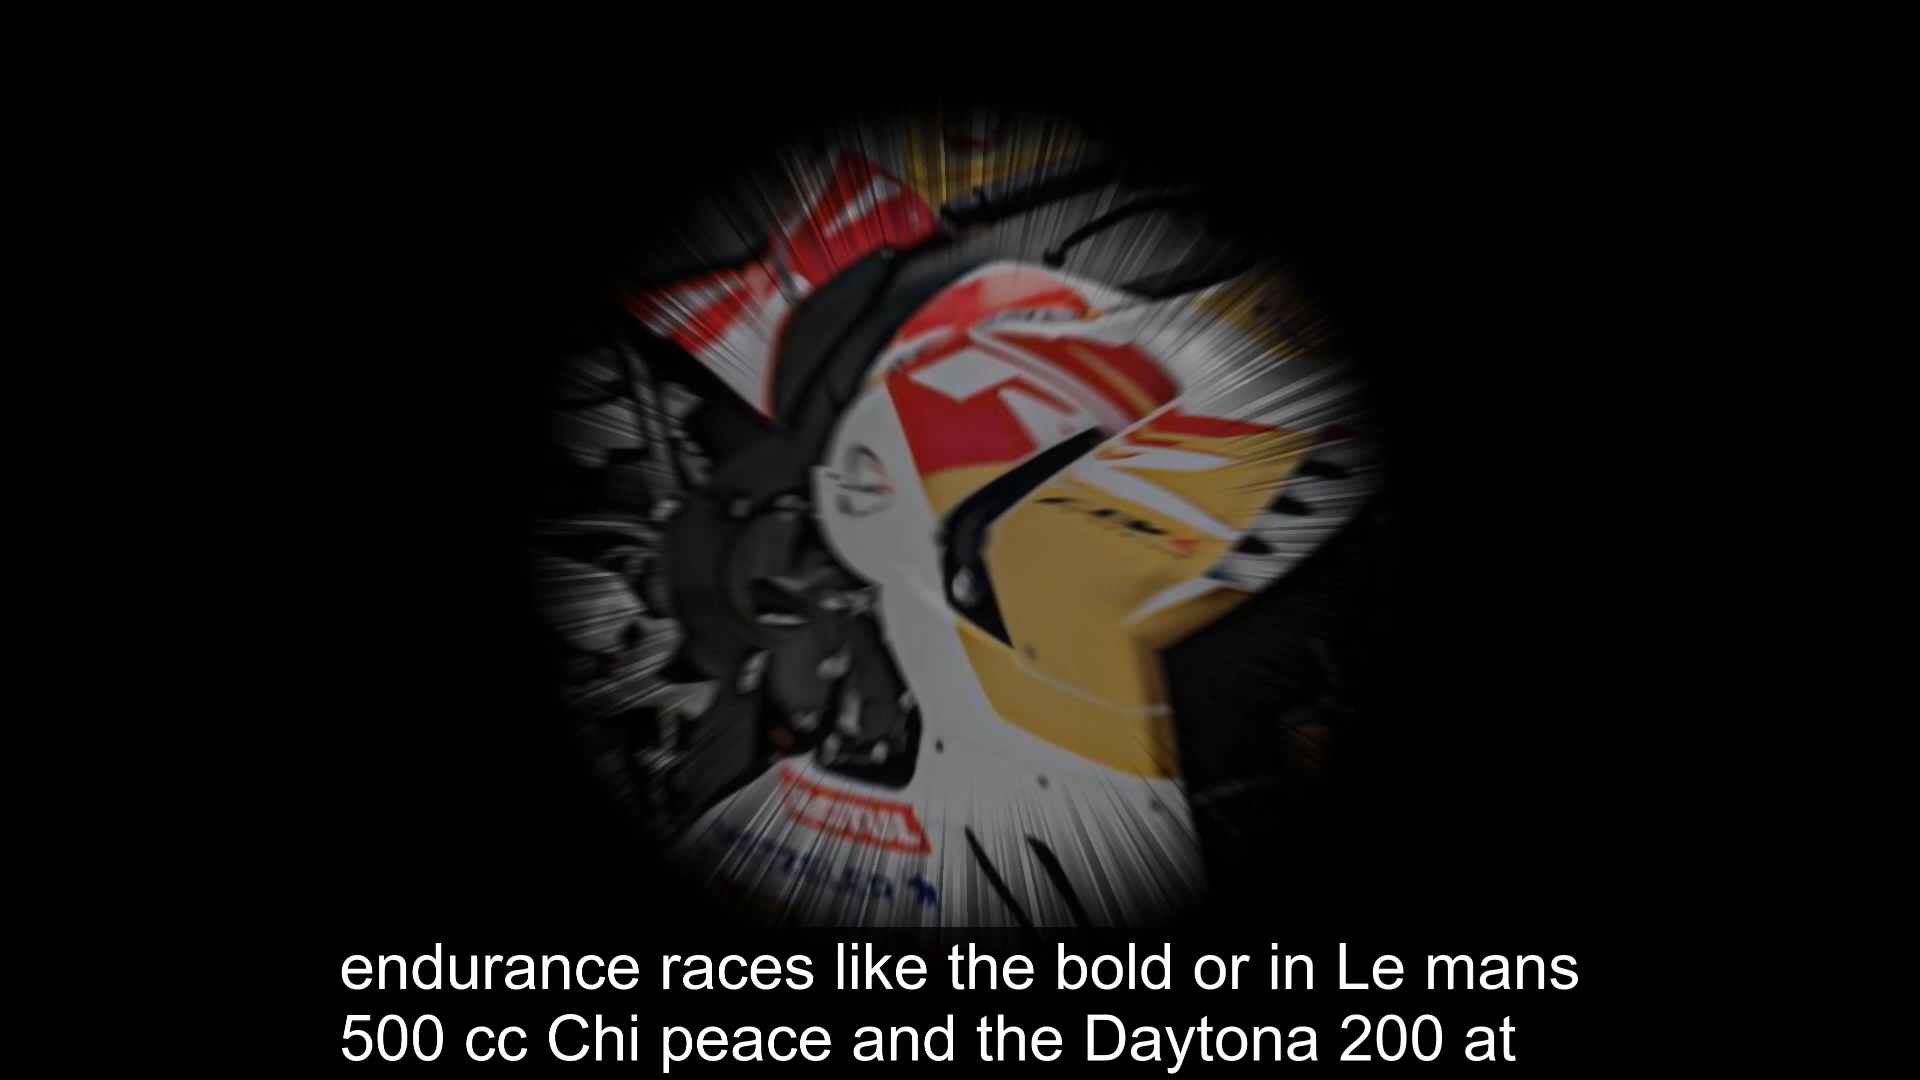 endurance races like the bold or in Le mans
500 cc Chi peace and the Daytona 200 at